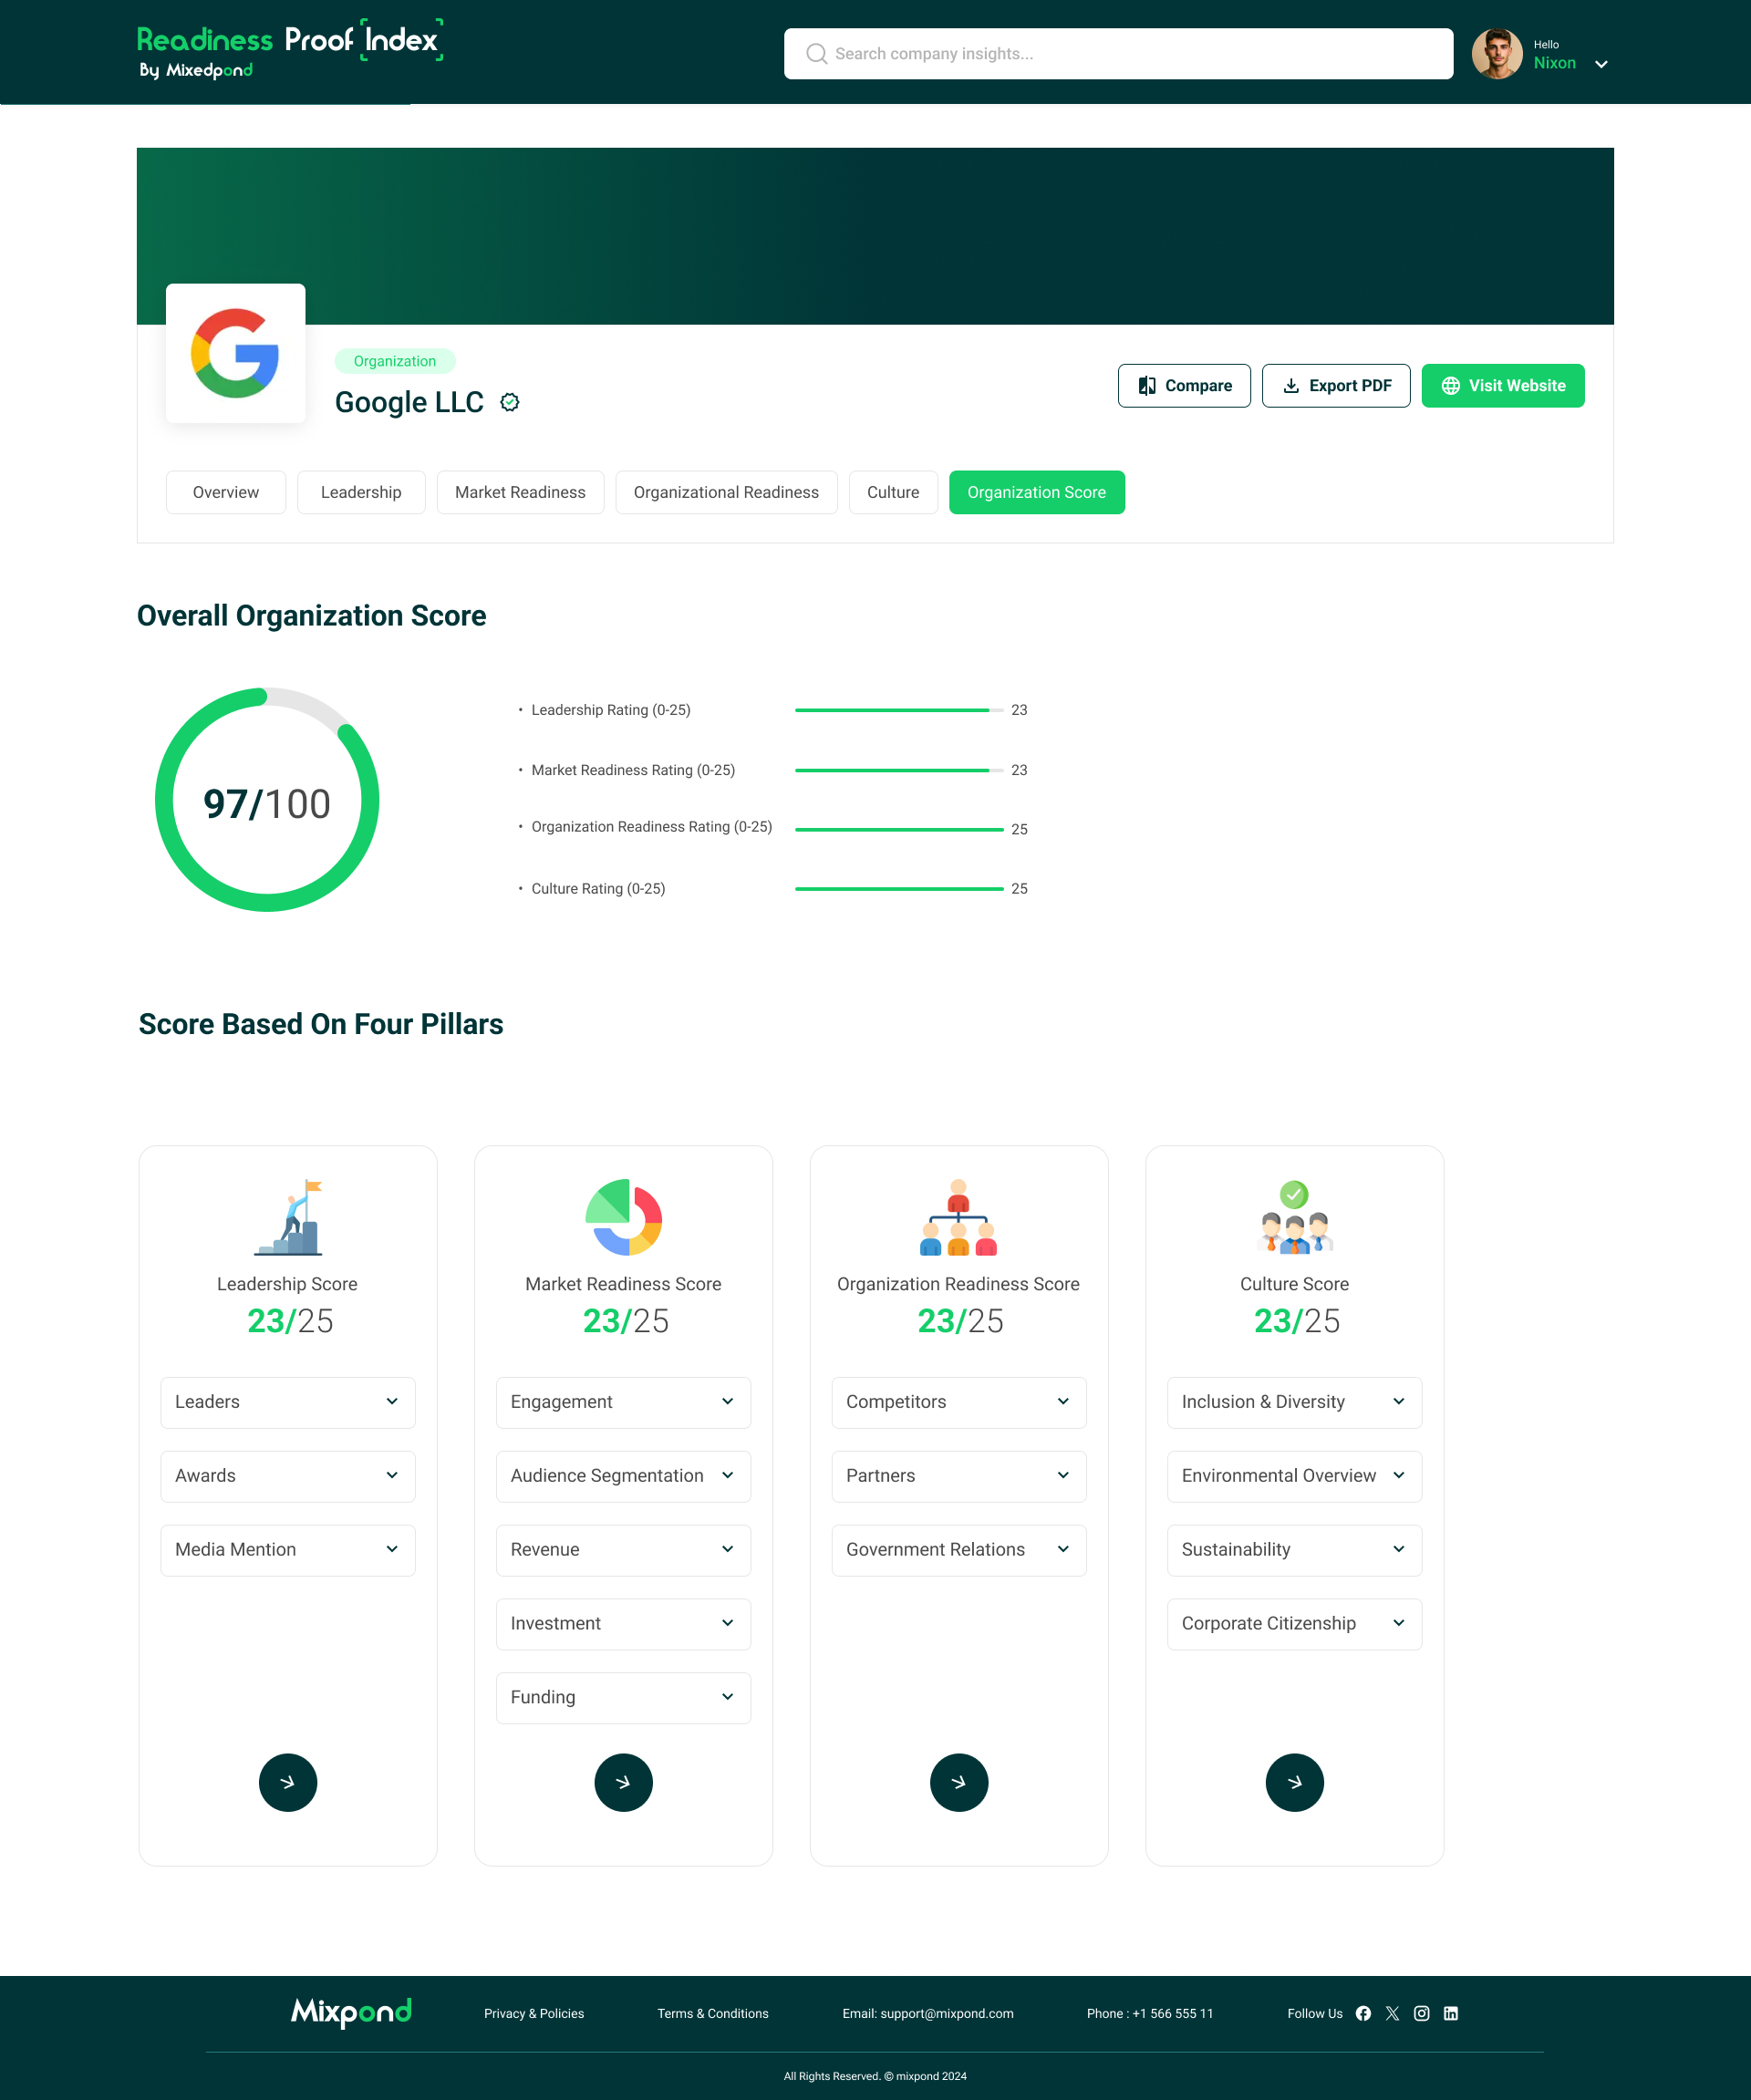 Readiness Proof Index
By Mixedpond
Search company insights...
Hello
Nixon
Organization
Google LLC
Compare
Export PDF
Visit Website
Overview
Leadership
Market Readiness
Organizational Readiness
Culture
Organization Score
Overall Organization Score
97/100
• Leadership Rating (0-25) 23
• Market Readiness Rating (0-25) 23
• Organization Readiness Rating (0-25) 25
• Culture Rating (0-25) 25
Score Based On Four Pillars
Leadership Score
23/25
Leaders
Awards
Media Mention
Market Readiness Score
23/25
Engagement
Audience Segmentation
Revenue
Investment
Funding
Organization Readiness Score
23/25
Competitors
Partners
Government Relations
Culture Score
23/25
Inclusion & Diversity
Environmental Overview
Sustainability
Corporate Citizenship
Mixpond
Privacy & Policies
Terms & Conditions
Email: support@mixpond.com
Phone : +1 566 555 11
Follow Us
All Rights Reserved. © mixpond 2024